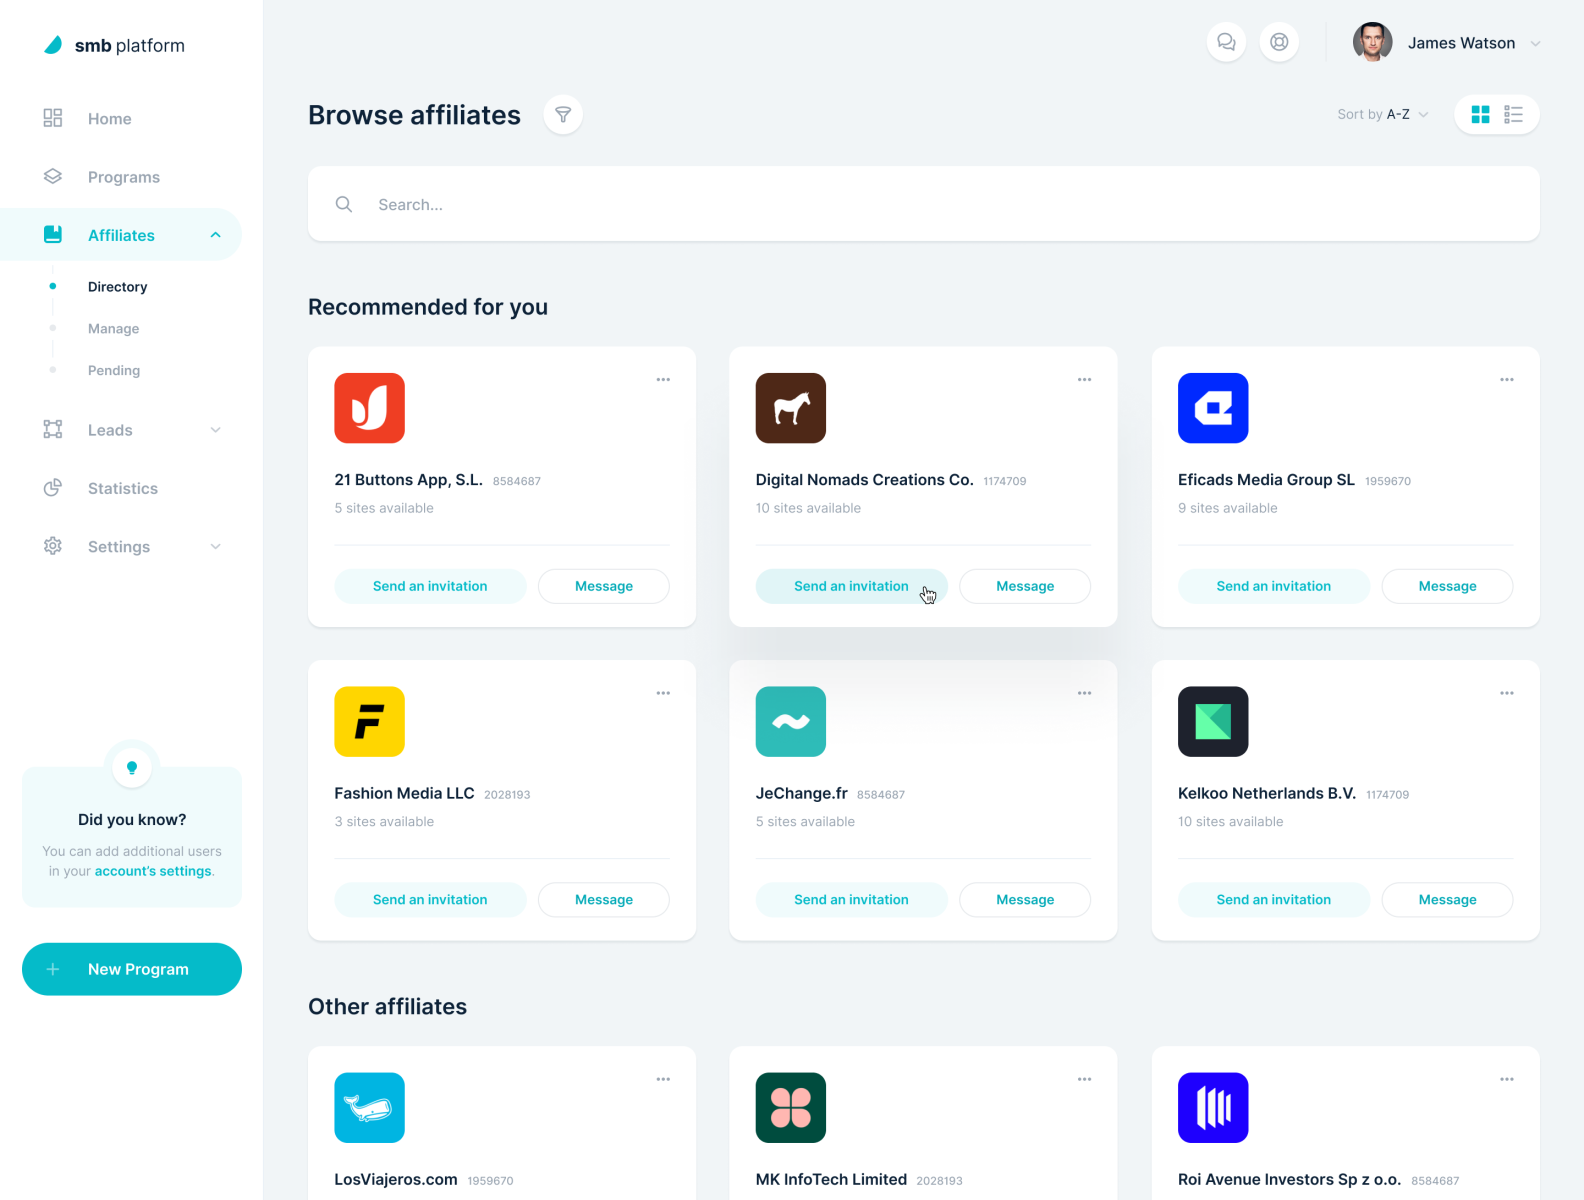 smb platform
Home
Programs
Affiliates
Directory
Manage
Pending
Leads
Statistics
Settings
Did you know?
You can add additional users
in your account's settings.
New Program
James Watson
Browse affiliates
Sort by A-Z
Search...
Recommended for you
21 Buttons App, S.L. 8584687
5 sites available
Send an invitation
Message
Digital Nomads Creations Co. 1174709
10 sites available
Send an invitation
Message
Eficads Media Group SL 1959670
9 sites available
Send an invitation
Message
Fashion Media LLC 2028193
3 sites available
Send an invitation
Message
JeChange.fr 8584687
5 sites available
Send an invitation
Message
Kelkoo Netherlands B.V. 1174709
10 sites available
Send an invitation
Message
Other affiliates
LosViajeros.com 1959670
MK InfoTech Limited 2028193
Roi Avenue Investors Sp z o.o. 8584687